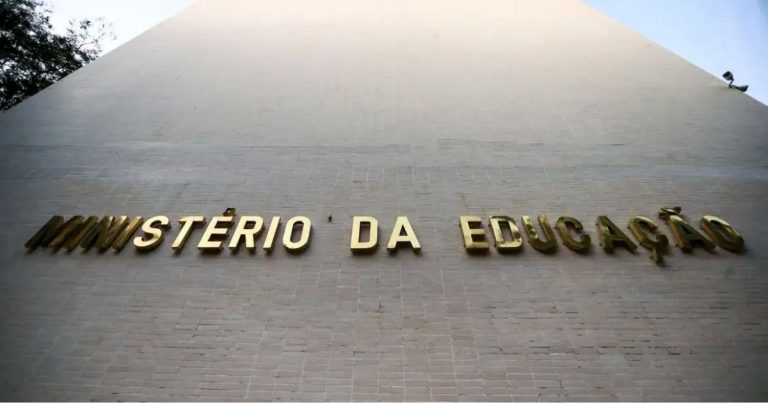 MINISTÉRIO DA EDUCAÇÃO